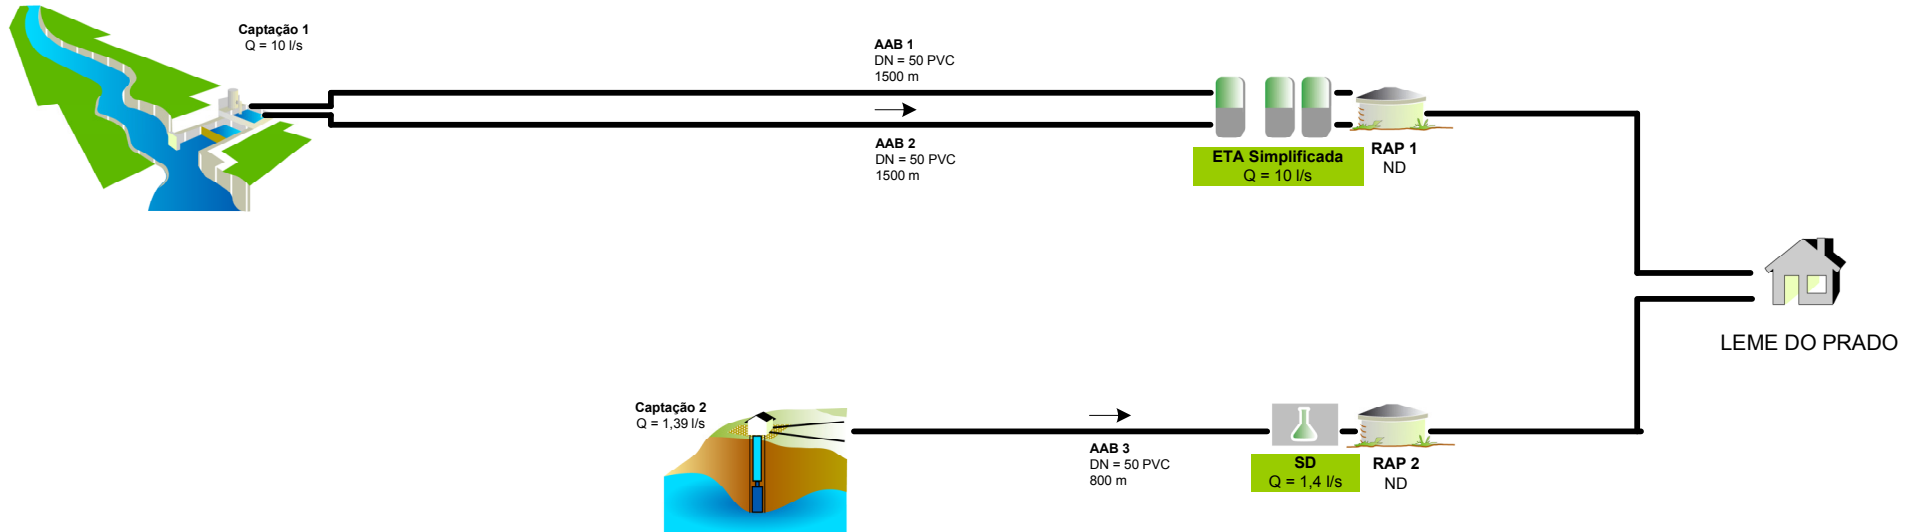 Captação 1
Q = 10 l/s
AAB 1
DN = 50 PVC
1500 m
AAB 2
DN = 50 PVC
1500 m
ETA Simplificada
Q = 10 l/s
RAP 1
ND
LEME DO PRADO
Captação 2
Q = 1,39 l/s
AAB 3
DN = 50 PVC
800 m
SD
Q = 1,4 l/s
RAP 2
ND